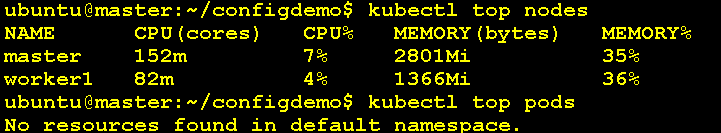 ubuntu@master:~/configdemo$ kubectl top nodes
NAME CPU(cores) CPU% MEMORY(bytes) MEMORY%
master 152m 7% 2801Mi 35%
worker1 82m 4% 1366Mi 36%
ubuntu@master:~/configdemo$ kubectl top pods
No resources found in default namespace.